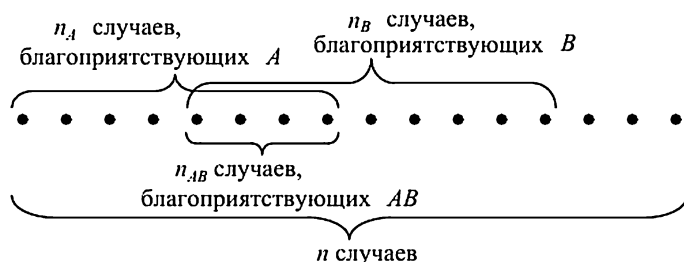 n_A случаев,
благоприятствующих A
n_B случаев,
благоприятствующих B
n_AB случаев,
благоприятствующих AB
n случаев